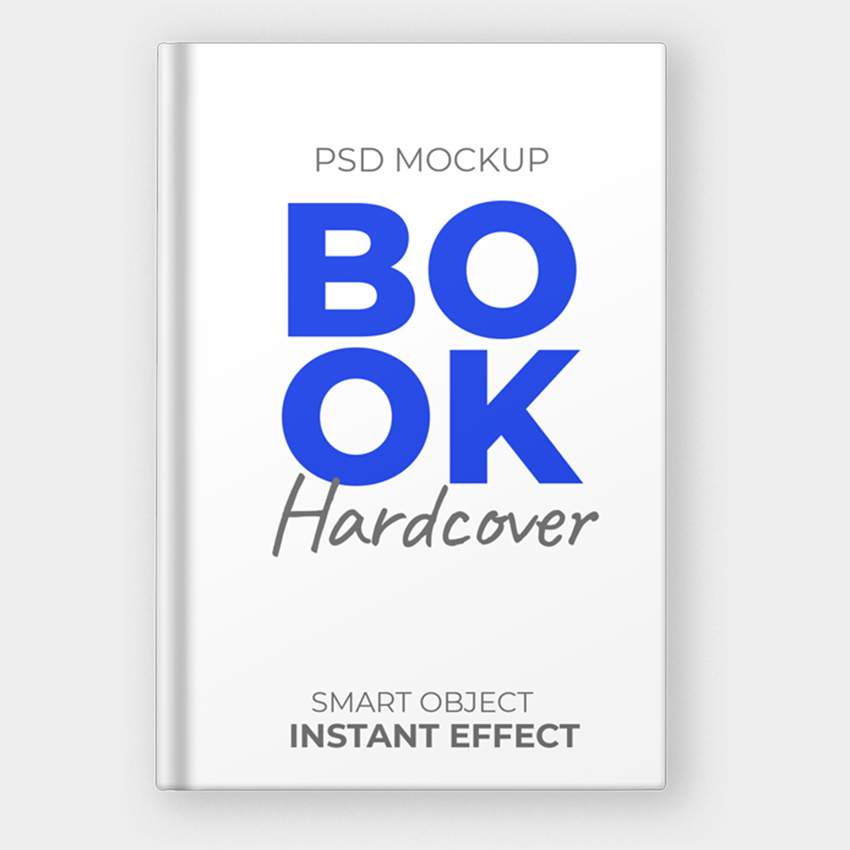 PSD MOCKUP
BO
OK
Hardcover
SMART OBJECT
INSTANT EFFECT